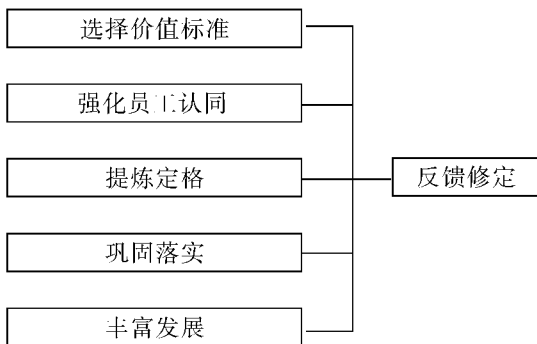 选择价值标准
强化员工认同
提炼定格
反馈修定
巩固落实
丰富发展